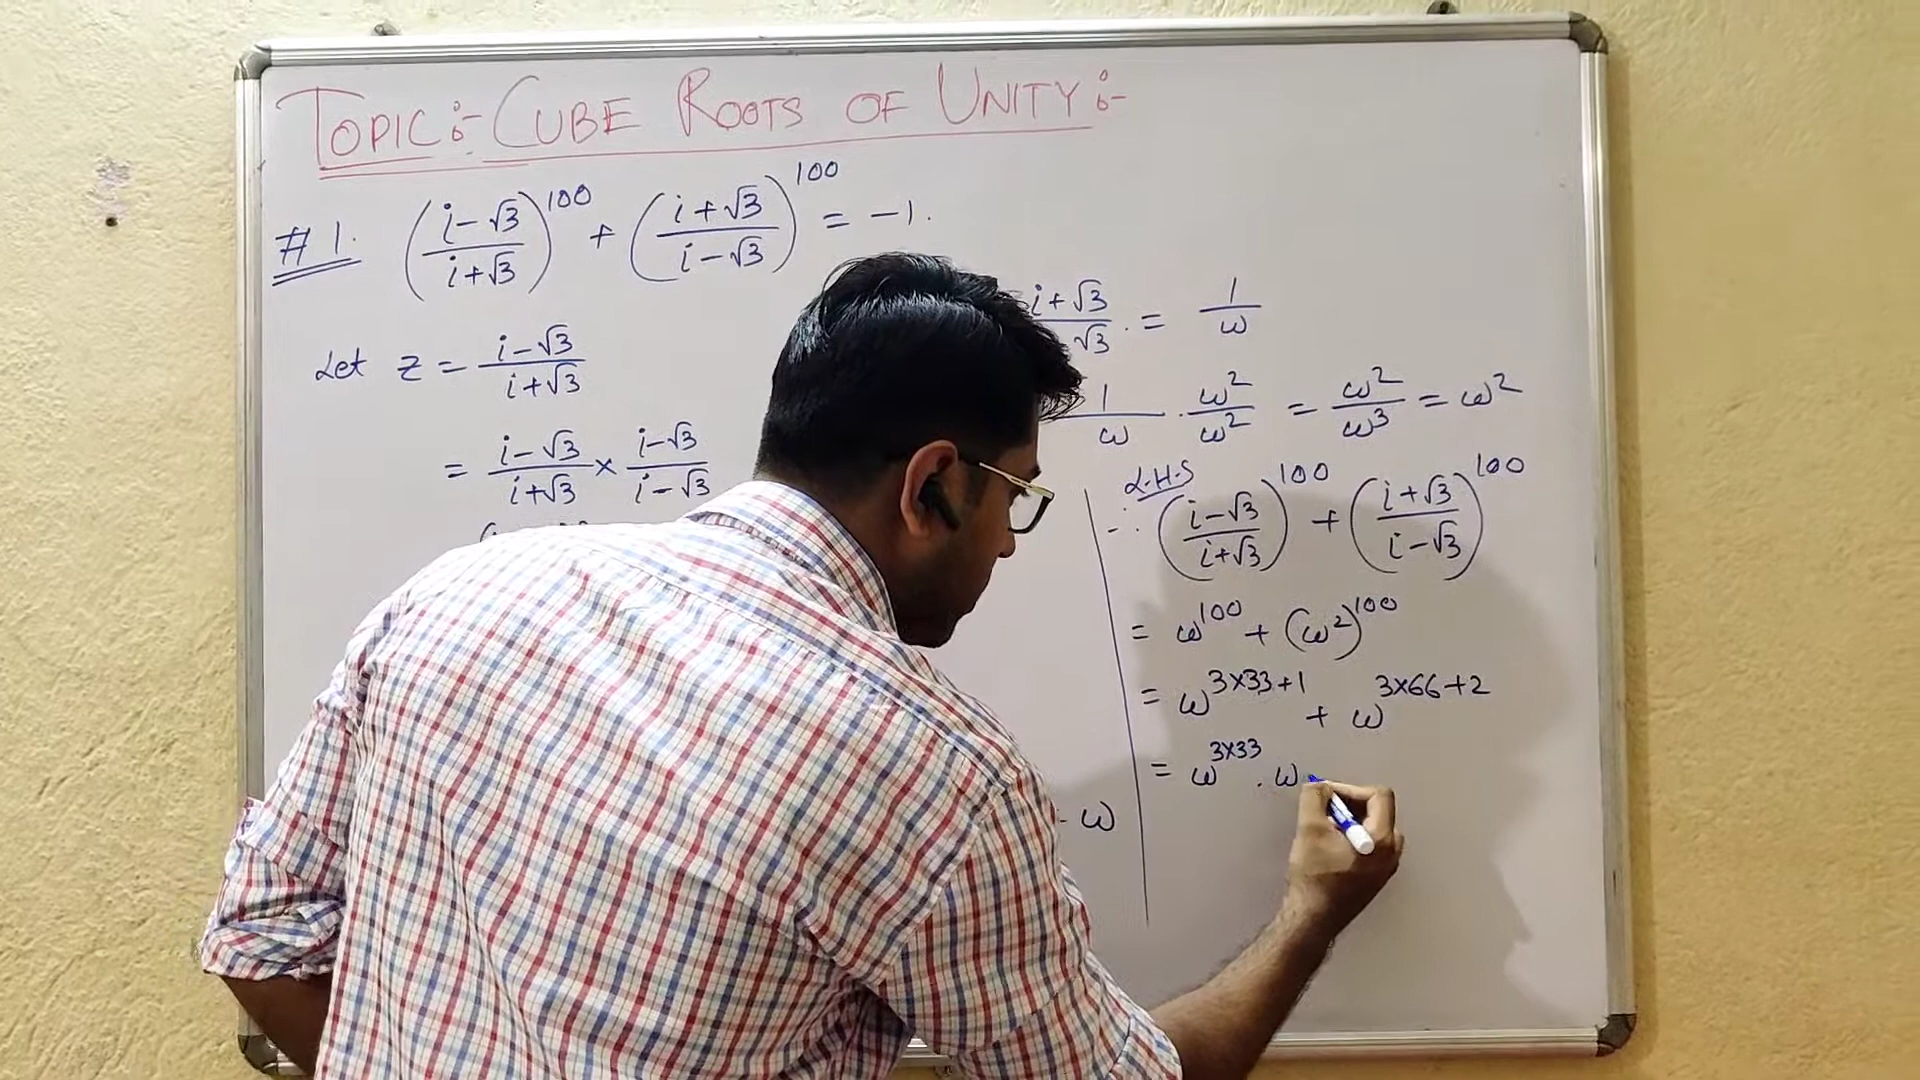 TOPIC:- CUBE ROOTS OF UNITY:-
# 1. ((i-√3)/(i+√3))^100 + ((i+√3)/(i-√3))^100 = -1.
Let z = (i-√3)/(i+√3)
= (i-√3)/(i+√3) × (i-√3)/(i-√3)
ω
i+√3 / √3 . = 1/ω
1/ω . ω²/ω² = ω²/ω³ = ω²
L.H.S
∴ ((i-√3)/(i+√3))^100 + ((i+√3)/(i-√3))^100
= ω^100 + (ω²)^100
= ω^(3×33+1) + ω^(3×66+2)
= ω^(3×33) . ω